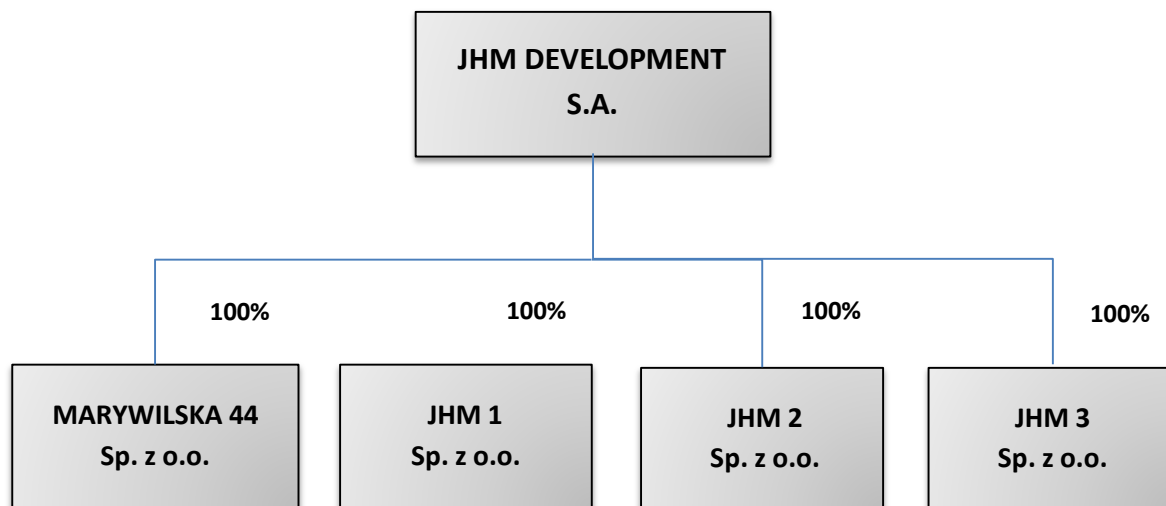 JHM DEVELOPMENT
S.A.
100%
100%
100%
100%
MARYWILSKA 44
Sp. z o.o.
JHM 1
Sp. z o.o.
JHM 2
Sp. z o.o.
JHM 3
Sp. z o.o.